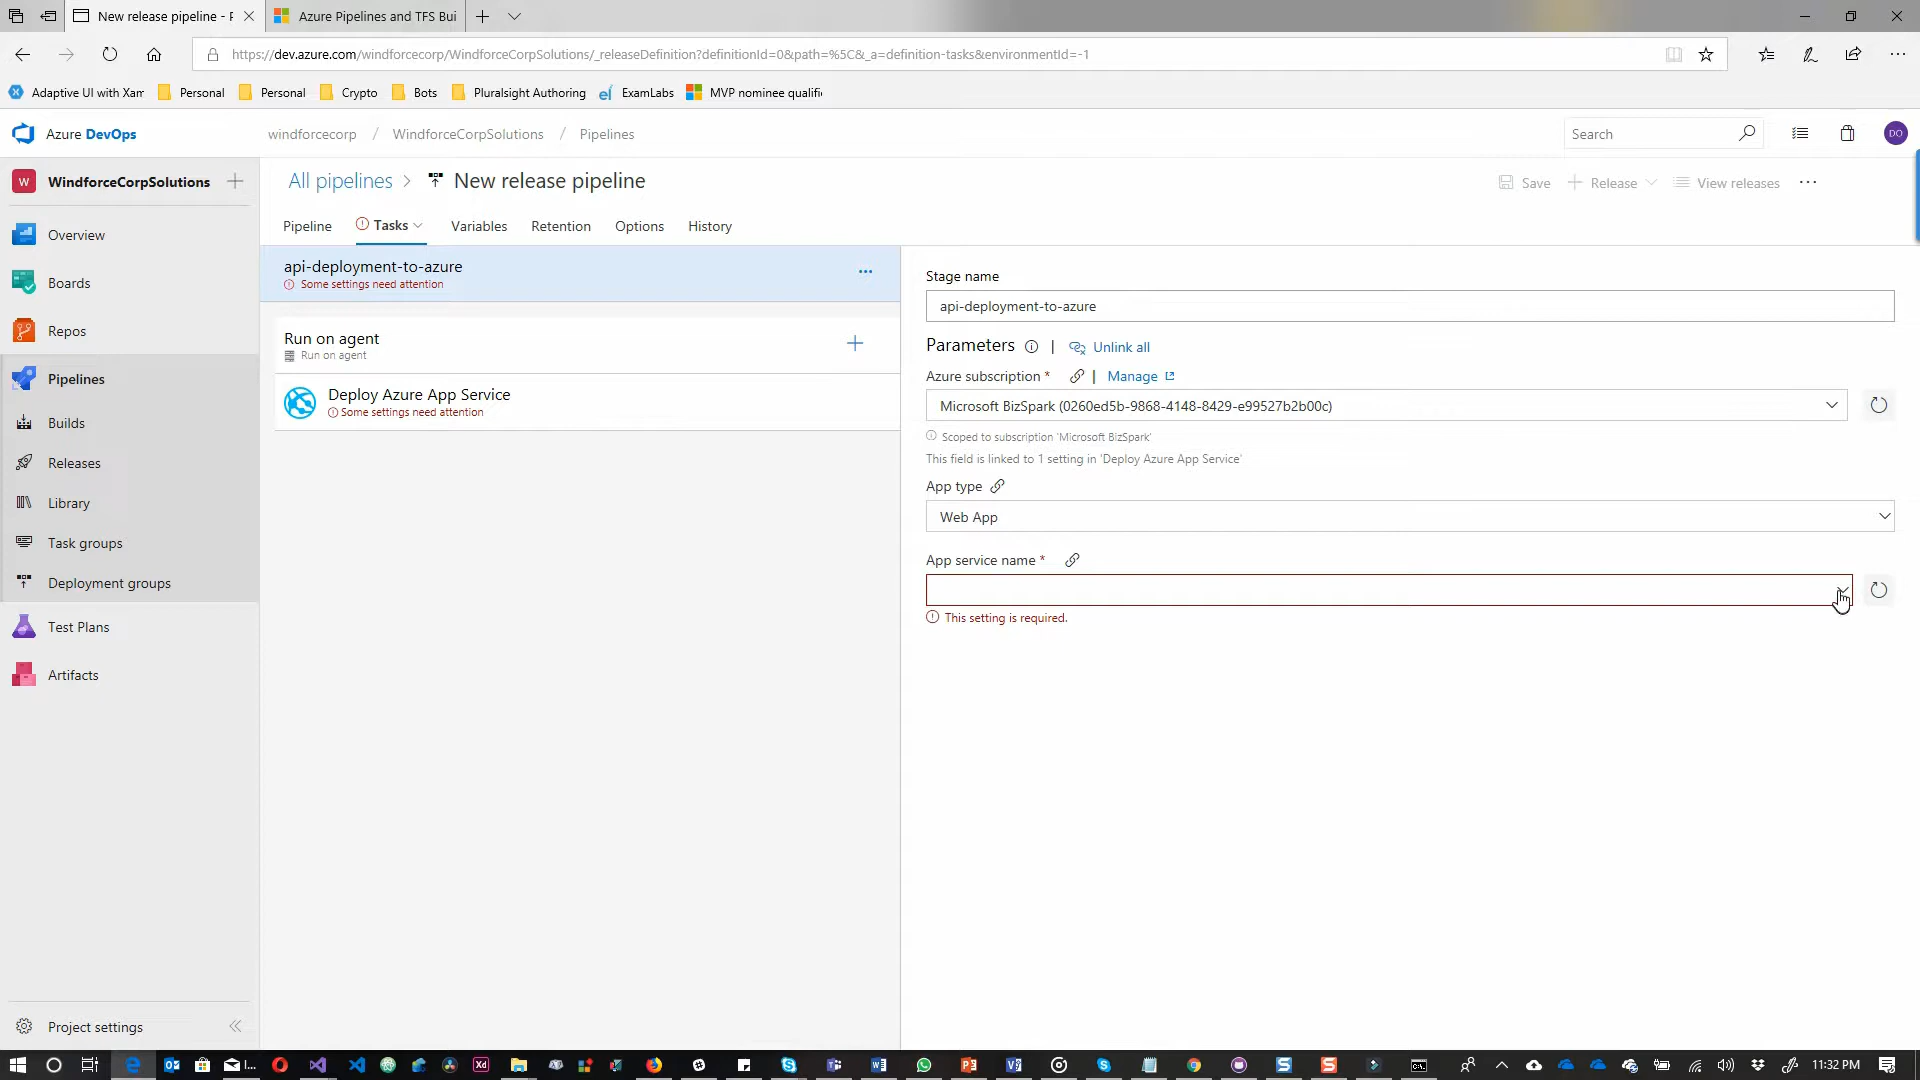 New release pipeline - F
Azure Pipelines and TFS Bui
https://dev.azure.com/windforcecorp/WindforceCorpSolutions/_releaseDefinition?definitionId=0&path=%5C&_a=definition-tasks&environmentId=-1
Adaptive UI with Xam
Personal
Personal
Crypto
Bots
Pluralsight Authoring
ExamLabs
MVP nominee qualifi
Azure DevOps
windforcecorp / WindforceCorpSolutions / Pipelines
Search
DO
W
WindforceCorpSolutions
All pipelines > New release pipeline
Save
Release
View releases
Pipeline
Tasks
Variables
Retention
Options
History
Overview
Boards
Repos
Pipelines
Builds
Releases
Library
Task groups
Deployment groups
Test Plans
Artifacts
Project settings
api-deployment-to-azure
Some settings need attention
Run on agent
Run on agent
Deploy Azure App Service
Some settings need attention
Stage name
api-deployment-to-azure
Parameters | Unlink all
Azure subscription * | Manage
Microsoft BizSpark (0260ed5b-9868-4148-8429-e99527b2b00c)
Scoped to subscription 'Microsoft BizSpark'
This field is linked to 1 setting in 'Deploy Azure App Service'
App type
Web App
App service name *
This setting is required.
11:32 PM